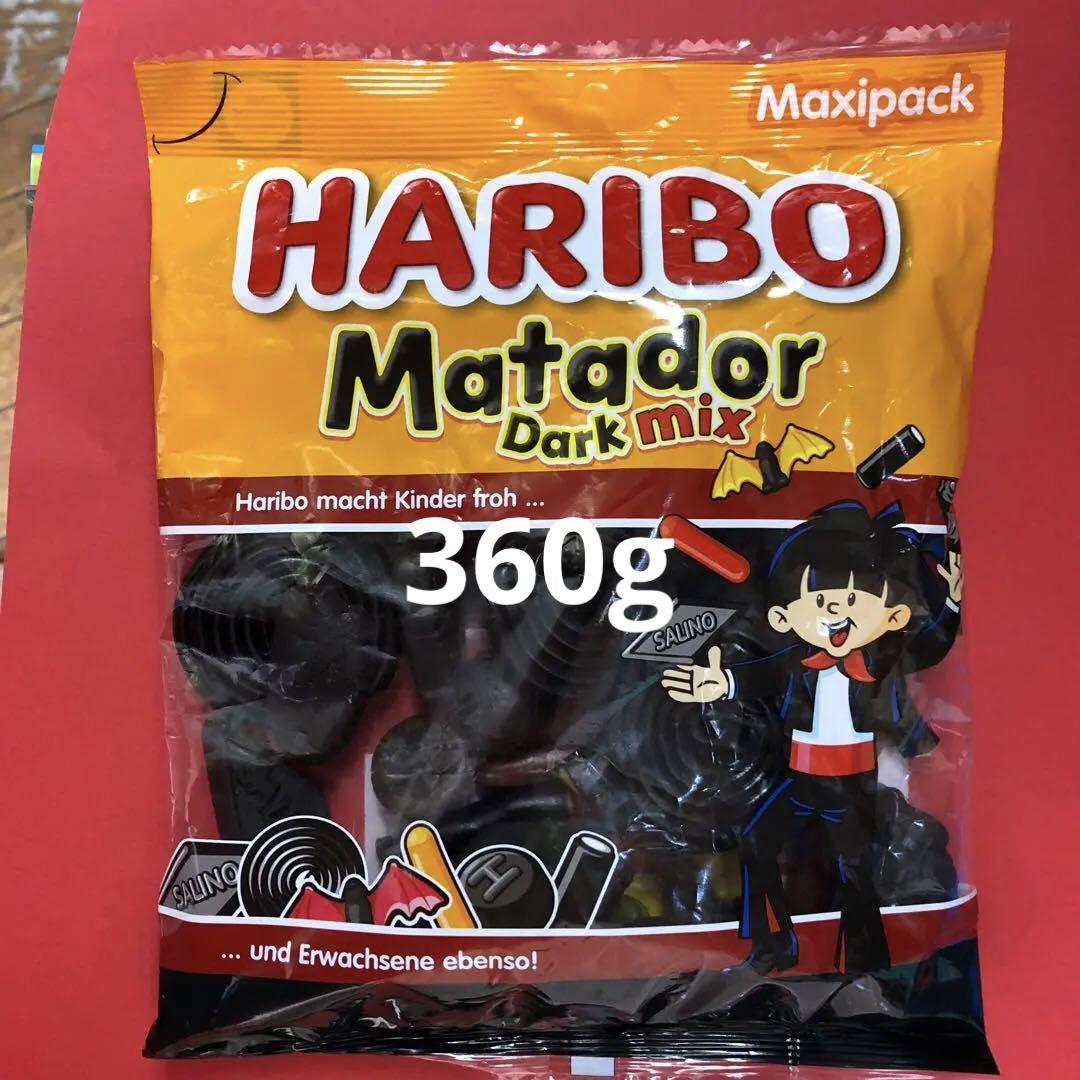 Maxipack
HARIBO
Matador
Dark mix
Haribo macht Kinder froh ...
360g
SALINO
SALINO
H
... und Erwachsene ebenso!